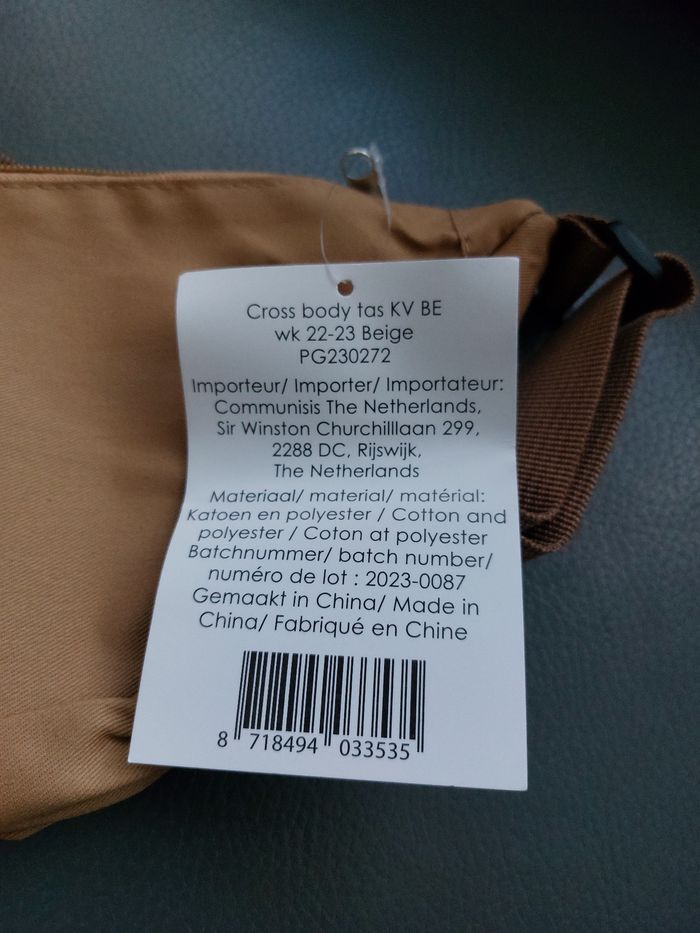 Cross body tas KV BE
wk 22-23 Beige
PG230272
Importeur/ Importer/ Importateur:
Communisis The Netherlands,
Sir Winston Churchilllaan 299,
2288 DC, Rijswijk,
The Netherlands
Materiaal/ material/ matérial:
Katoen en polyester / Cotton and
polyester / Coton at polyester
Batchnummer/ batch number/
numéro de lot : 2023-0087
Gemaakt in China/ Made in
China/ Fabriqué en Chine
8 718494 033535